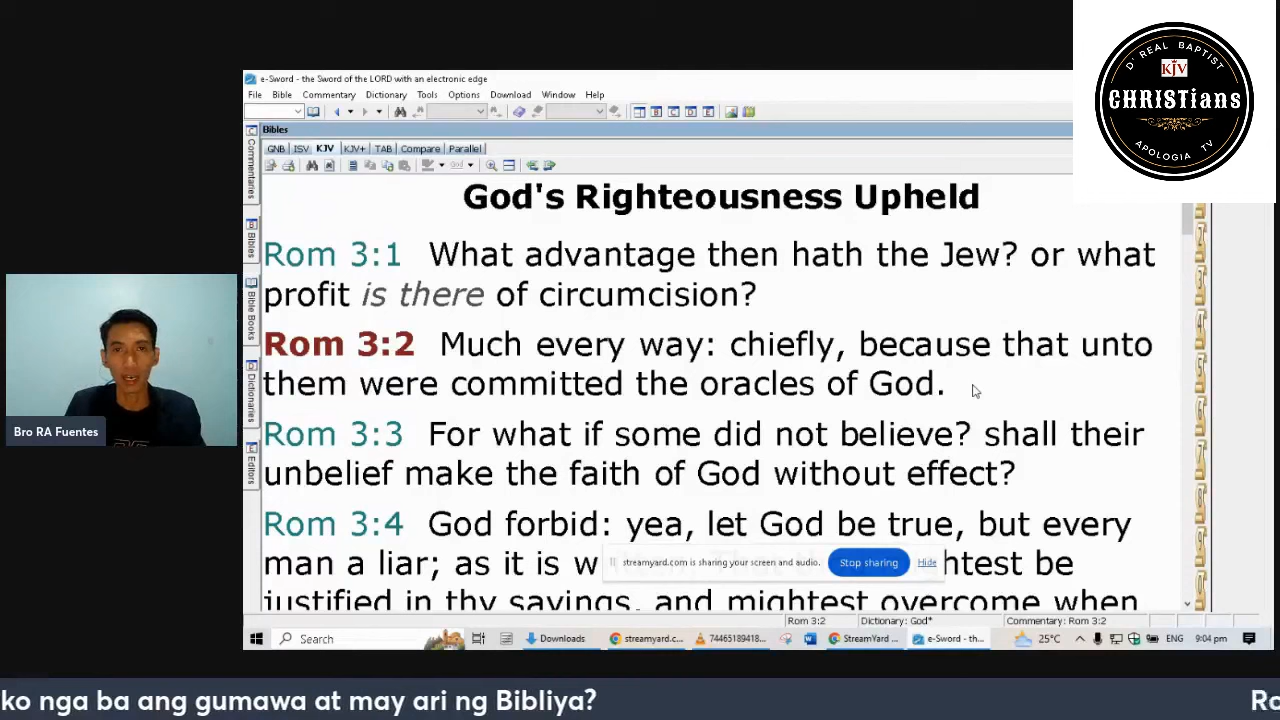 D' REAL BAPTIST
KJV
CHRISTians
APOLOGIA TV
e-Sword - the Sword of the LORD with an electronic edge
File Bible Commentary Dictionary Tools Options Download Window Help
Bibles
GNB ISV KJV KJV+ TAB Compare Parallel
Commentaries
Bibles
Bible Books
Dictionaries
Editors
God's Righteousness Upheld
Rom 3:1 What advantage then hath the Jew? or what
profit is there of circumcision?
Rom 3:2 Much every way: chiefly, because that unto
them were committed the oracles of God.
Rom 3:3 For what if some did not believe? shall their
unbelief make the faith of God without effect?
Rom 3:4 God forbid: yea, let God be true, but every
man a liar; as it is w
htest be
streamyard.com is sharing your screen and audio. Stop sharing Hide
justified in thy sayings, and mightest overcome when
Bro RA Fuentes
Rom 3:2 Dictionary: God* Commentary: Rom 3:2
Search Downloads streamyard.c... 74465189418... StreamYard ... e-Sword - th... 25°C ENG 9:04 pm
ko nga ba ang gumawa at may ari ng Bibliya? Ro